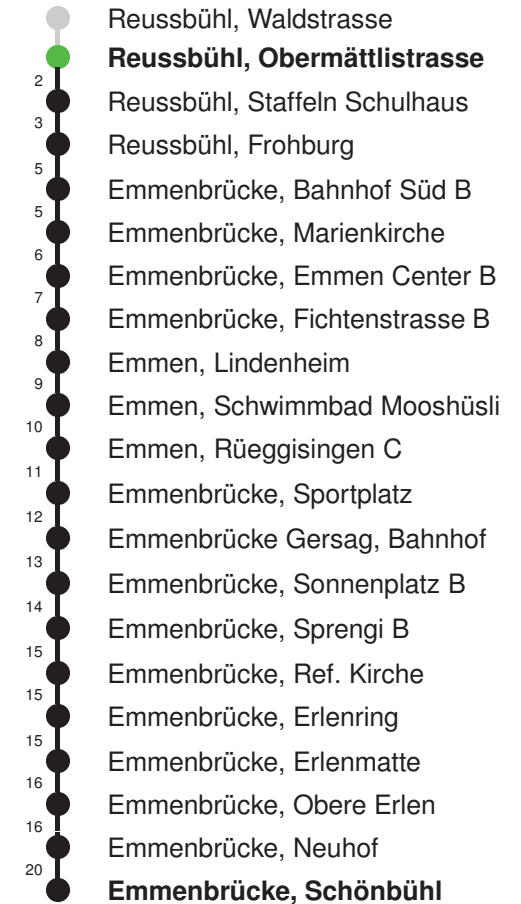 Reussbühl, Waldstrasse
Reussbühl, Obermättlistrasse
2
Reussbühl, Staffeln Schulhaus
3
Reussbühl, Frohburg
5
Emmenbrücke, Bahnhof Süd B
5
Emmenbrücke, Marienkirche
6
Emmenbrücke, Emmen Center B
7
Emmenbrücke, Fichtenstrasse B
8
Emmen, Lindenheim
9
Emmen, Schwimmbad Mooshüsli
10
Emmen, Rüeggisingen C
11
Emmenbrücke, Sportplatz
12
Emmenbrücke Gersag, Bahnhof
13
Emmenbrücke, Sonnenplatz B
14
Emmenbrücke, Sprengi B
15
Emmenbrücke, Ref. Kirche
15
Emmenbrücke, Erlenring
15
Emmenbrücke, Erlenmatte
16
Emmenbrücke, Obere Erlen
16
Emmenbrücke, Neuhof
20
Emmenbrücke, Schönbühl